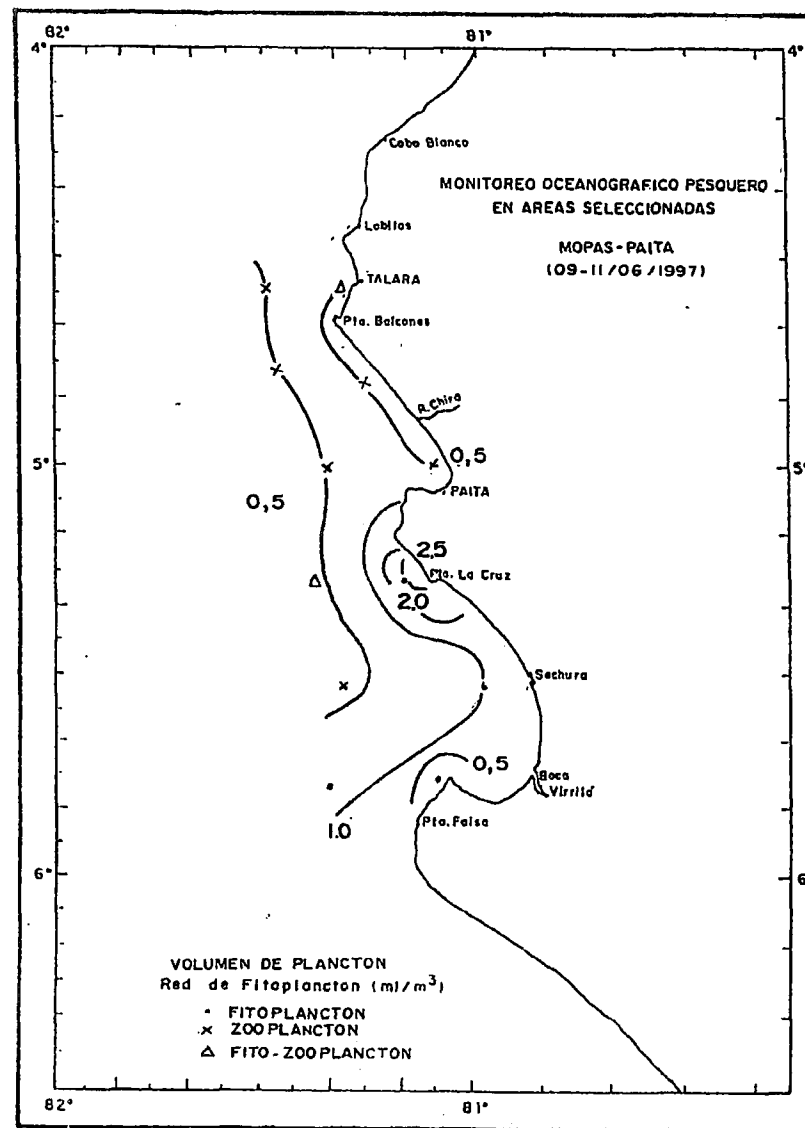 82°
81°
4°
4°
Cabo Blanco
MONITOREO OCEANOGRAFICO PESQUERO
EN AREAS SELECCIONADAS
Lobitos
MOPAS-PAITA
(09-11/06/1997)
TALARA
Pta. Balcones
R. Chira
0,5
5°
5°
PAITA
0,5
2.5
Pta. La Cruz
2.0
Sechura
0,5
Boca
Virrilá
1.0
Pta. Falsa
6°
6
VOLUMEN DE PLANCTON
Red de Fitoplancton (ml/m³)
• FITOPLANCTON
× ZOOPLANCTON
△ FITO-ZOOPLANCTON
82°
81°